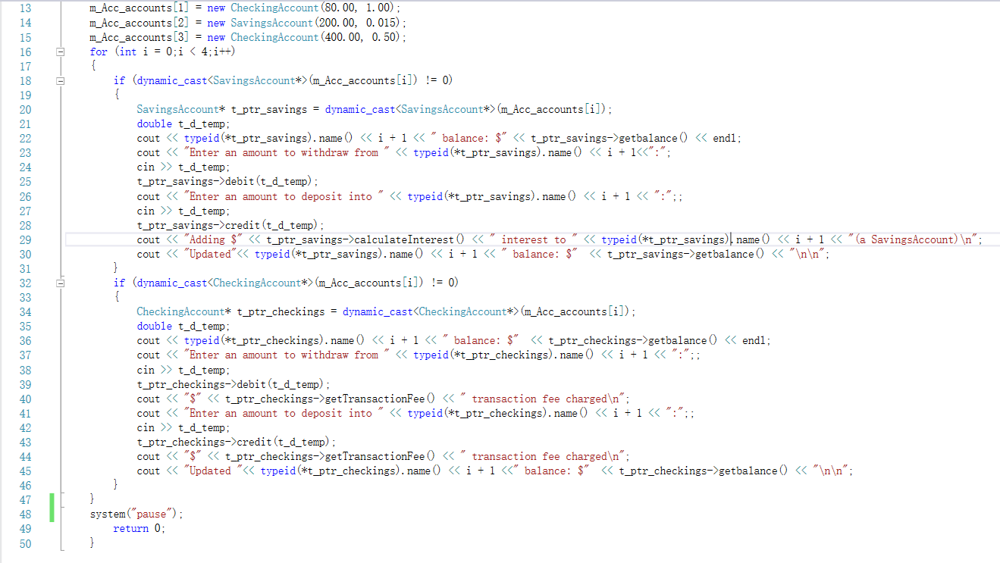 13 m_Acc_accounts[1] = new CheckingAccount(80.00, 1.00);
14 m_Acc_accounts[2] = new SavingsAccount(200.00, 0.015);
15 m_Acc_accounts[3] = new CheckingAccount(400.00, 0.50);
16 for (int i = 0;i < 4;i++)
17 {
18 if (dynamic_cast<SavingsAccount*>(m_Acc_accounts[i]) != 0)
19 {
20 SavingsAccount* t_ptr_savings = dynamic_cast<SavingsAccount*>(m_Acc_accounts[i]);
21 double t_d_temp;
22 cout << typeid(*t_ptr_savings).name() << i + 1 << " balance: $" << t_ptr_savings->getbalance() << endl;
23 cout << "Enter an amount to withdraw from " << typeid(*t_ptr_savings).name() << i + 1<<":";
24 cin >> t_d_temp;
25 t_ptr_savings->debit(t_d_temp);
26 cout << "Enter an amount to deposit into " << typeid(*t_ptr_savings).name() << i + 1 << ":";;
27 cin >> t_d_temp;
28 t_ptr_savings->credit(t_d_temp);
29 cout << "Adding $" << t_ptr_savings->calculateInterest() << " interest to " << typeid(*t_ptr_savings).name() << i + 1 << "(a SavingsAccount)\n";
30 cout << "Updated"<< typeid(*t_ptr_savings).name() << i + 1 << " balance: $"  << t_ptr_savings->getbalance() << "\n\n";
31 }
32 if (dynamic_cast<CheckingAccount*>(m_Acc_accounts[i]) != 0)
33 {
34 CheckingAccount* t_ptr_checkings = dynamic_cast<CheckingAccount*>(m_Acc_accounts[i]);
35 double t_d_temp;
36 cout << typeid(*t_ptr_checkings).name() << i + 1 << " balance: $"  << t_ptr_checkings->getbalance() << endl;
37 cout << "Enter an amount to withdraw from " << typeid(*t_ptr_checkings).name() << i + 1 << ":";;
38 cin >> t_d_temp;
39 t_ptr_checkings->debit(t_d_temp);
40 cout << "$" << t_ptr_checkings->getTransactionFee() << " transaction fee charged\n";
41 cout << "Enter an amount to deposit into " << typeid(*t_ptr_checkings).name() << i + 1 << ":";;
42 cin >> t_d_temp;
43 t_ptr_checkings->credit(t_d_temp);
44 cout << "$" << t_ptr_checkings->getTransactionFee() << " transaction fee charged\n";
45 cout << "Updated "<< typeid(*t_ptr_checkings).name() << i + 1 <<" balance: $"  << t_ptr_checkings->getbalance() << "\n\n";
46 }
47 }
48 system("pause");
49 return 0;
50 }